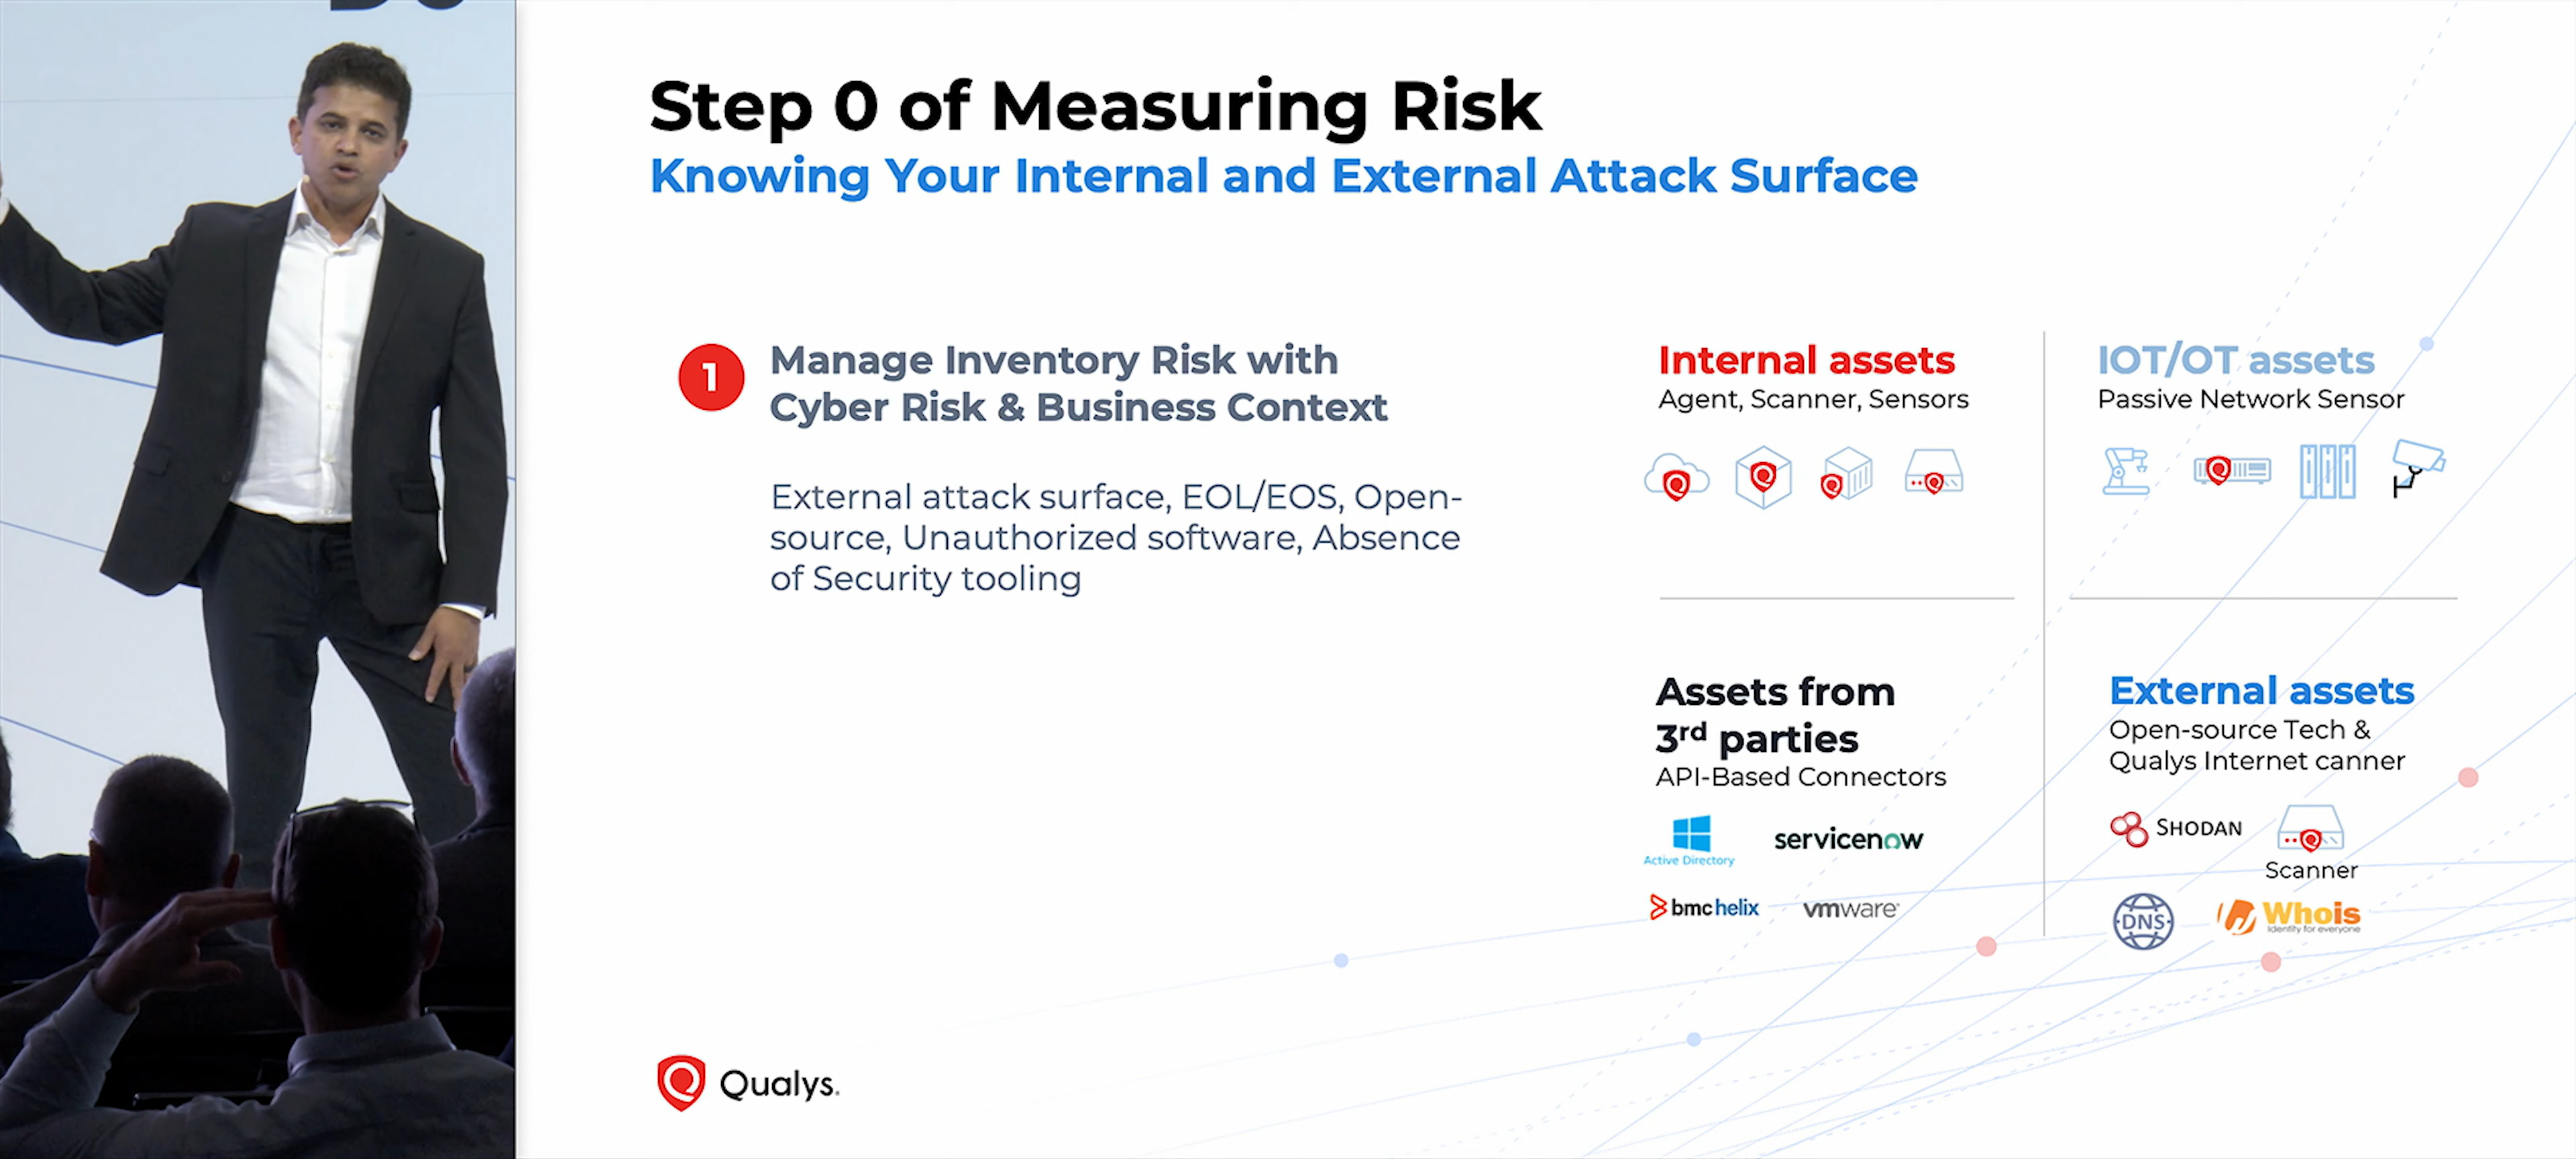 Step 0 of Measuring Risk
Knowing Your Internal and External Attack Surface
1
Manage Inventory Risk with
Cyber Risk & Business Context
External attack surface, EOL/EOS, Open-
source, Unauthorized software, Absence
of Security tooling
Internal assets
Agent, Scanner, Sensors
IOT/OT assets
Passive Network Sensor
Assets from
3rd parties
API-Based Connectors
Active Directory
servicenow
bmc helix
vmware
External assets
Open-source Tech &
Qualys Internet canner
SHODAN
Scanner
DNS
Whois
Identity for everyone
Qualys.